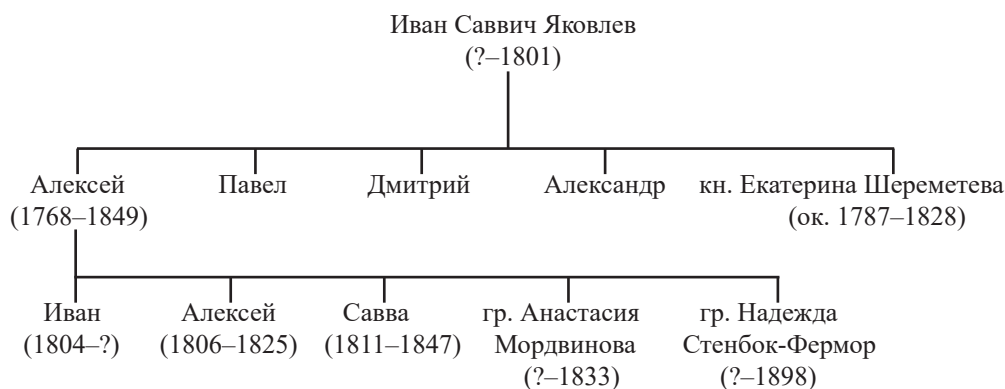 Иван Саввич Яковлев
(?–1801)
Алексей
(1768–1849)
Павел
Дмитрий
Александр
кн. Екатерина Шереметева
(ок. 1787–1828)
Иван
(1804–?)
Алексей
(1806–1825)
Савва
(1811–1847)
гр. Анастасия
Мордвинова
(?–1833)
гр. Надежда
Стенбок-Фермор
(?–1898)